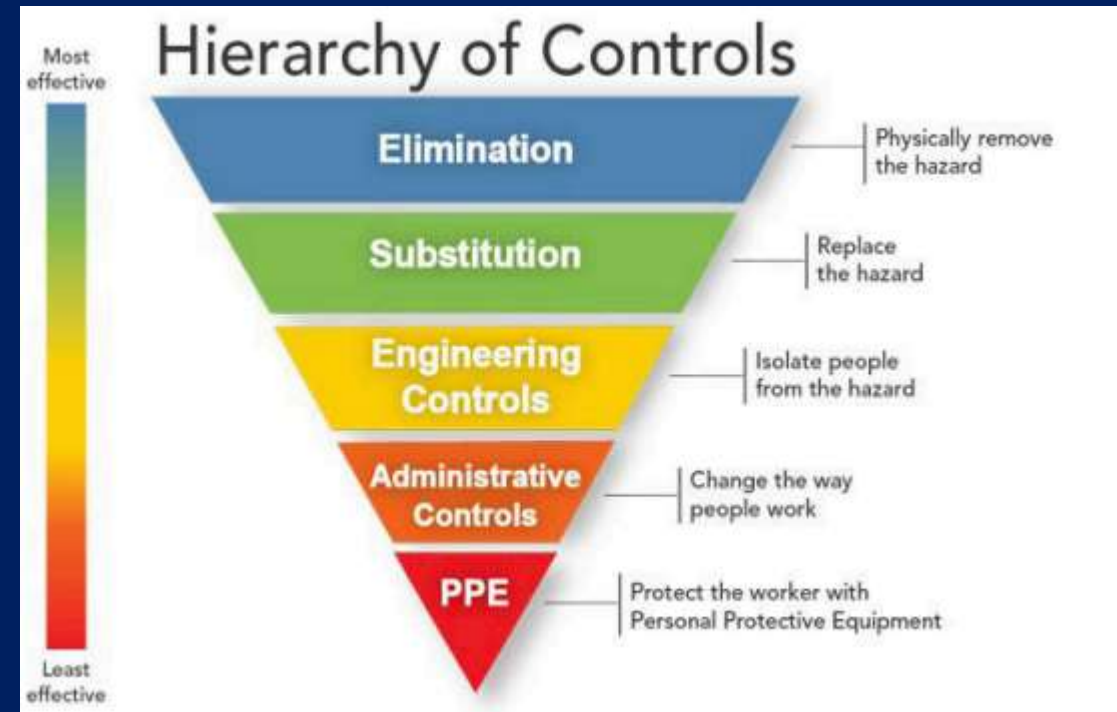 Hierarchy of Controls
Most
effective
Elimination
Physically remove
the hazard
Substitution
Replace
the hazard
Engineering
Controls
Isolate people
from the hazard
Administrative
Controls
Change the way
people work
PPE
Protect the worker with
Personal Protective Equipment
Least
effective